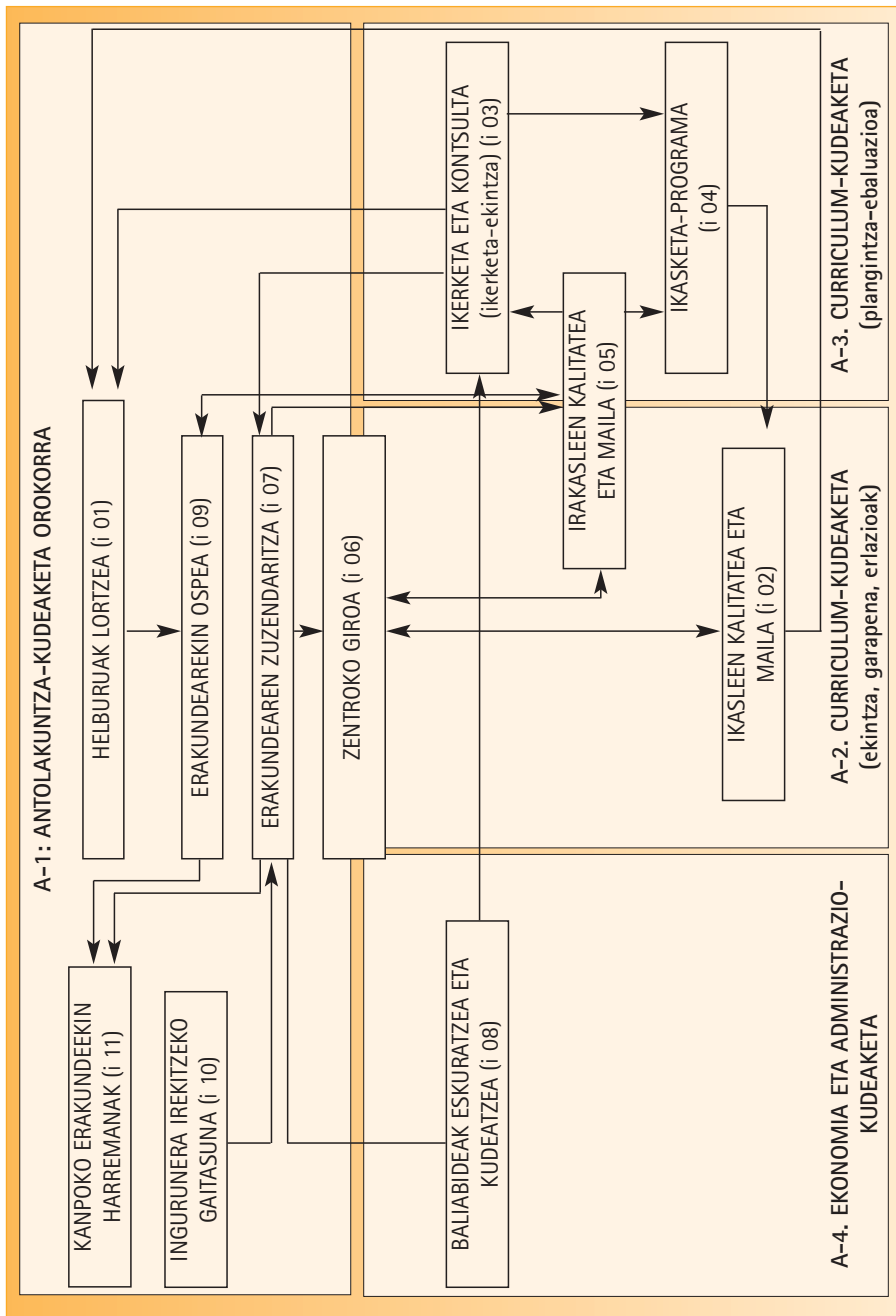 A-1: ANTOLAKUNTZA-KUDEAKETA OROKORRA
KANPOKO ERAKUNDEEKIN
HARREMANAK (i 11)
INGURUNERA IREKITZEKO
GAITASUNA (i 10)
HELBURUAK LORTZEA (i 01)
ERAKUNDEAREKIN OSPEA (i 09)
ERAKUNDEAREN ZUZENDARITZA (i 07)
ZENTROKO GIROA (i 06)
BALIABIDEAK ESKURATZEA ETA
KUDEATZEA (i 08)
A-4. EKONOMIA ETA ADMINISTRAZIO-
KUDEAKETA
IRAKASLEEN KALITATEA
ETA MAILA (i 05)
IKASLEEN KALITATEA ETA
MAILA (i 02)
A-2. CURRICULUM-KUDEAKETA
(ekintza, garapena, erlazioak)
IKERKETA ETA KONTSULTA
(ikerketa-ekintza) (i 03)
IKASKETA-PROGRAMA
(i 04)
A-3. CURRICULUM-KUDEAKETA
(plangintza-ebaluazioa)